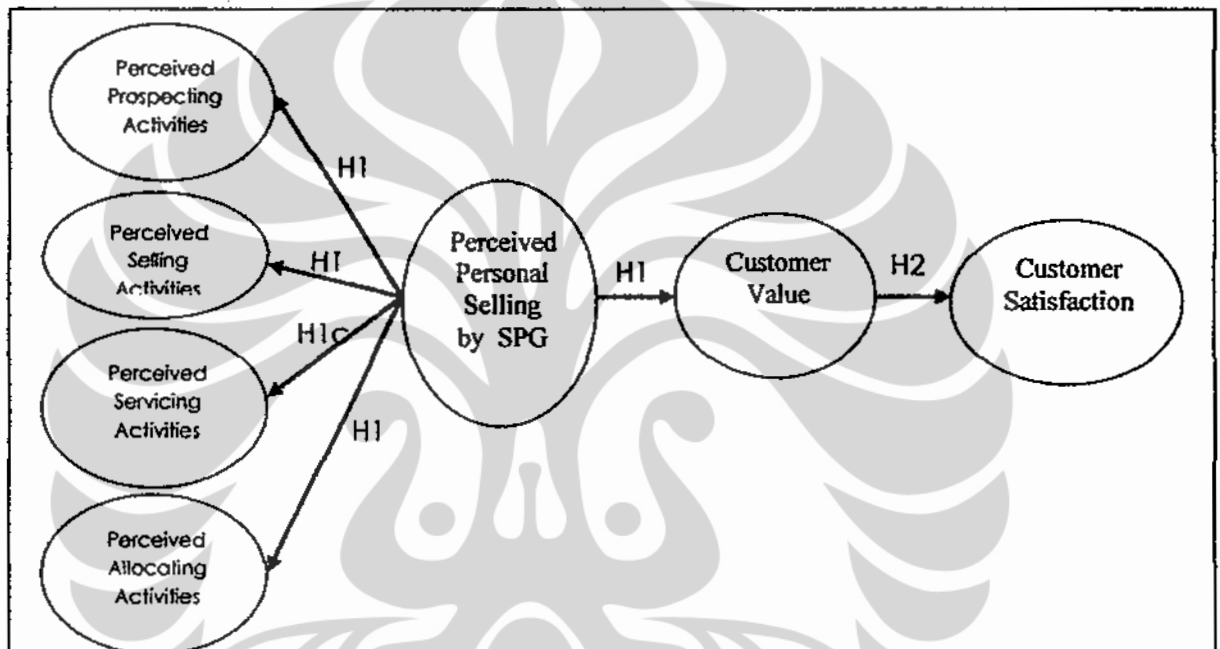 Perceived
Prospecting
Activities
H1
Perceived
Selling
Activities
H1
H1c
Perceived
Servicing
Activities
H1
Perceived
Allocating
Activities
Perceived
Personal
Selling
by SPG
H1
Customer
Value
H2
Customer
Satisfaction